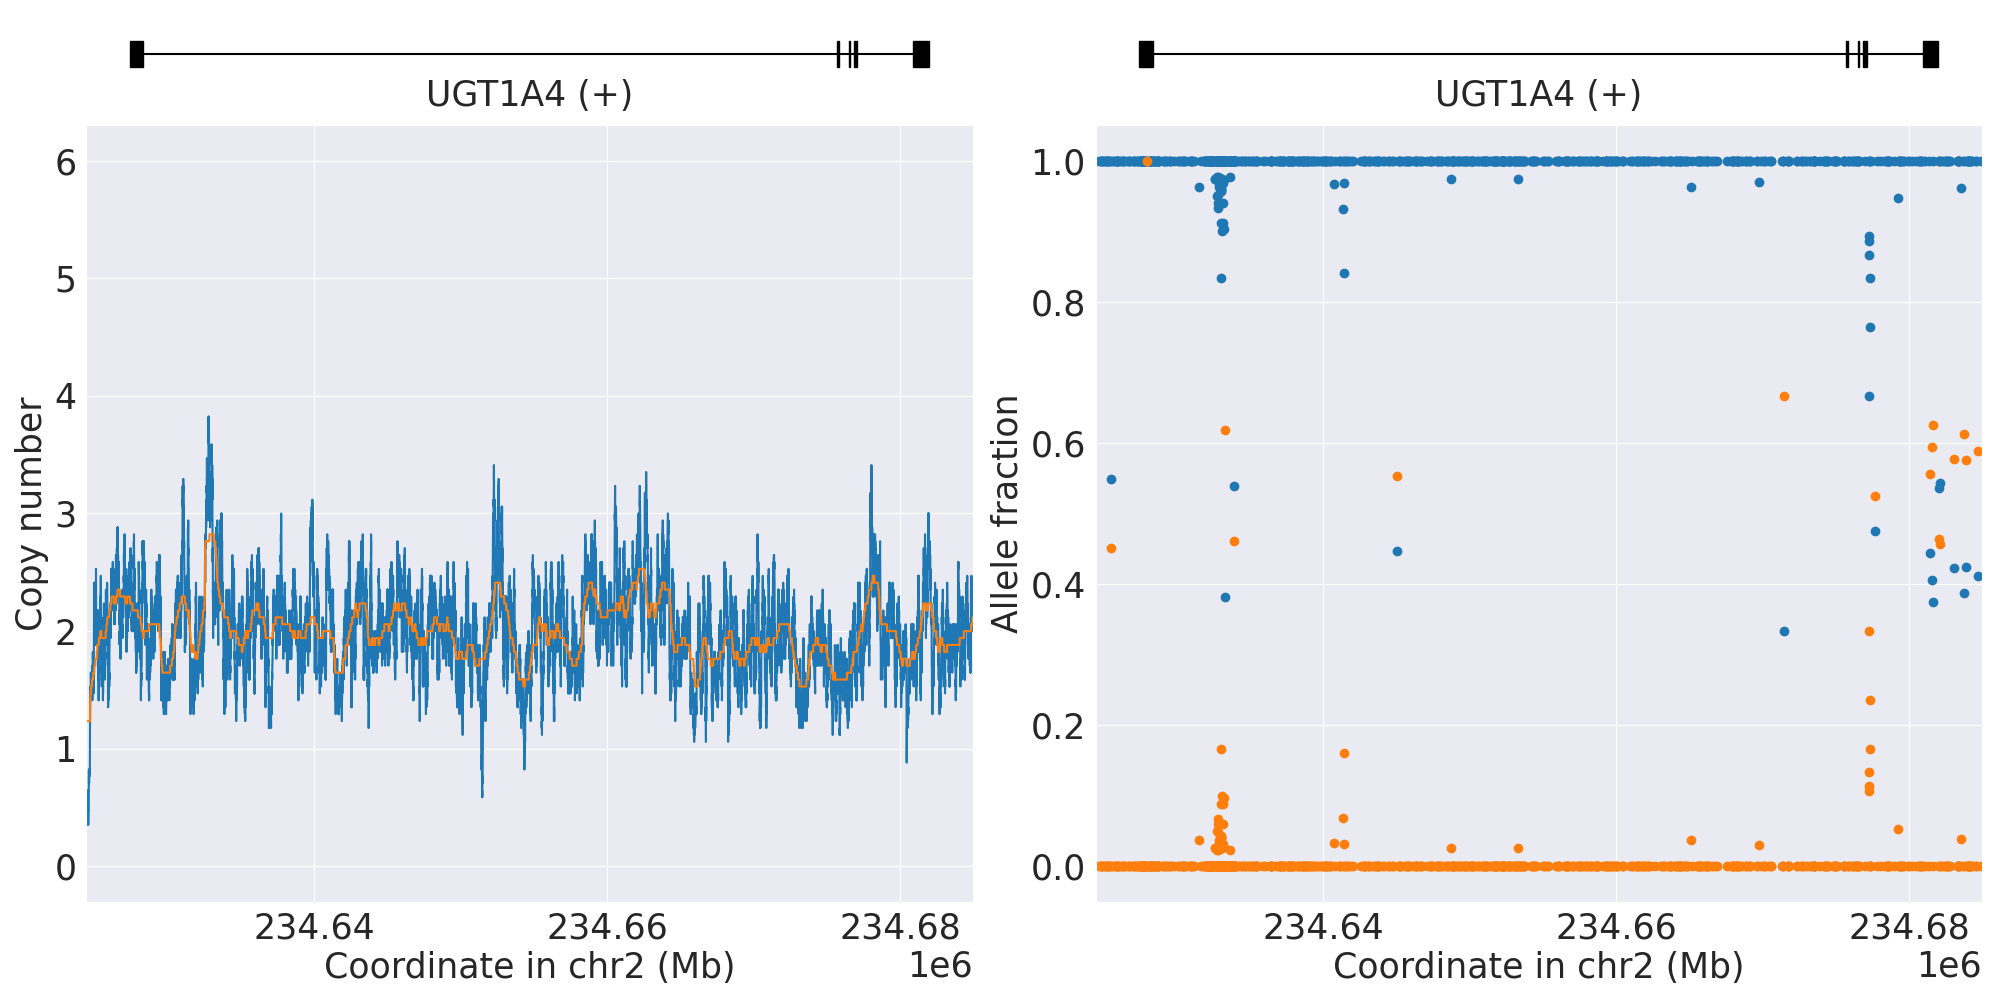 UGT1A4 (+)
Copy number
6
5
4
3
2
1
0
234.64
234.66
234.68
Coordinate in chr2 (Mb)
1e6
UGT1A4 (+)
Allele fraction
1.0
0.8
0.6
0.4
0.2
0.0
234.64
234.66
234.68
Coordinate in chr2 (Mb)
1e6